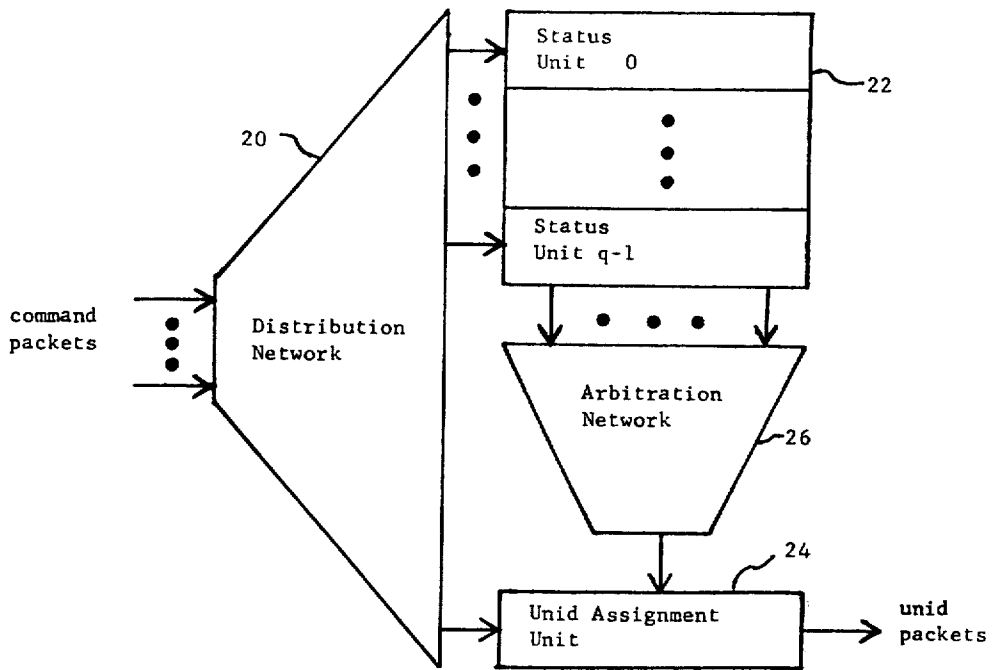 Status
Unit 0
22
20
Status
Unit q-1
command
packets
Distribution
Network
Arbitration
Network
26
24
Unid Assignment
Unit
unid
packets